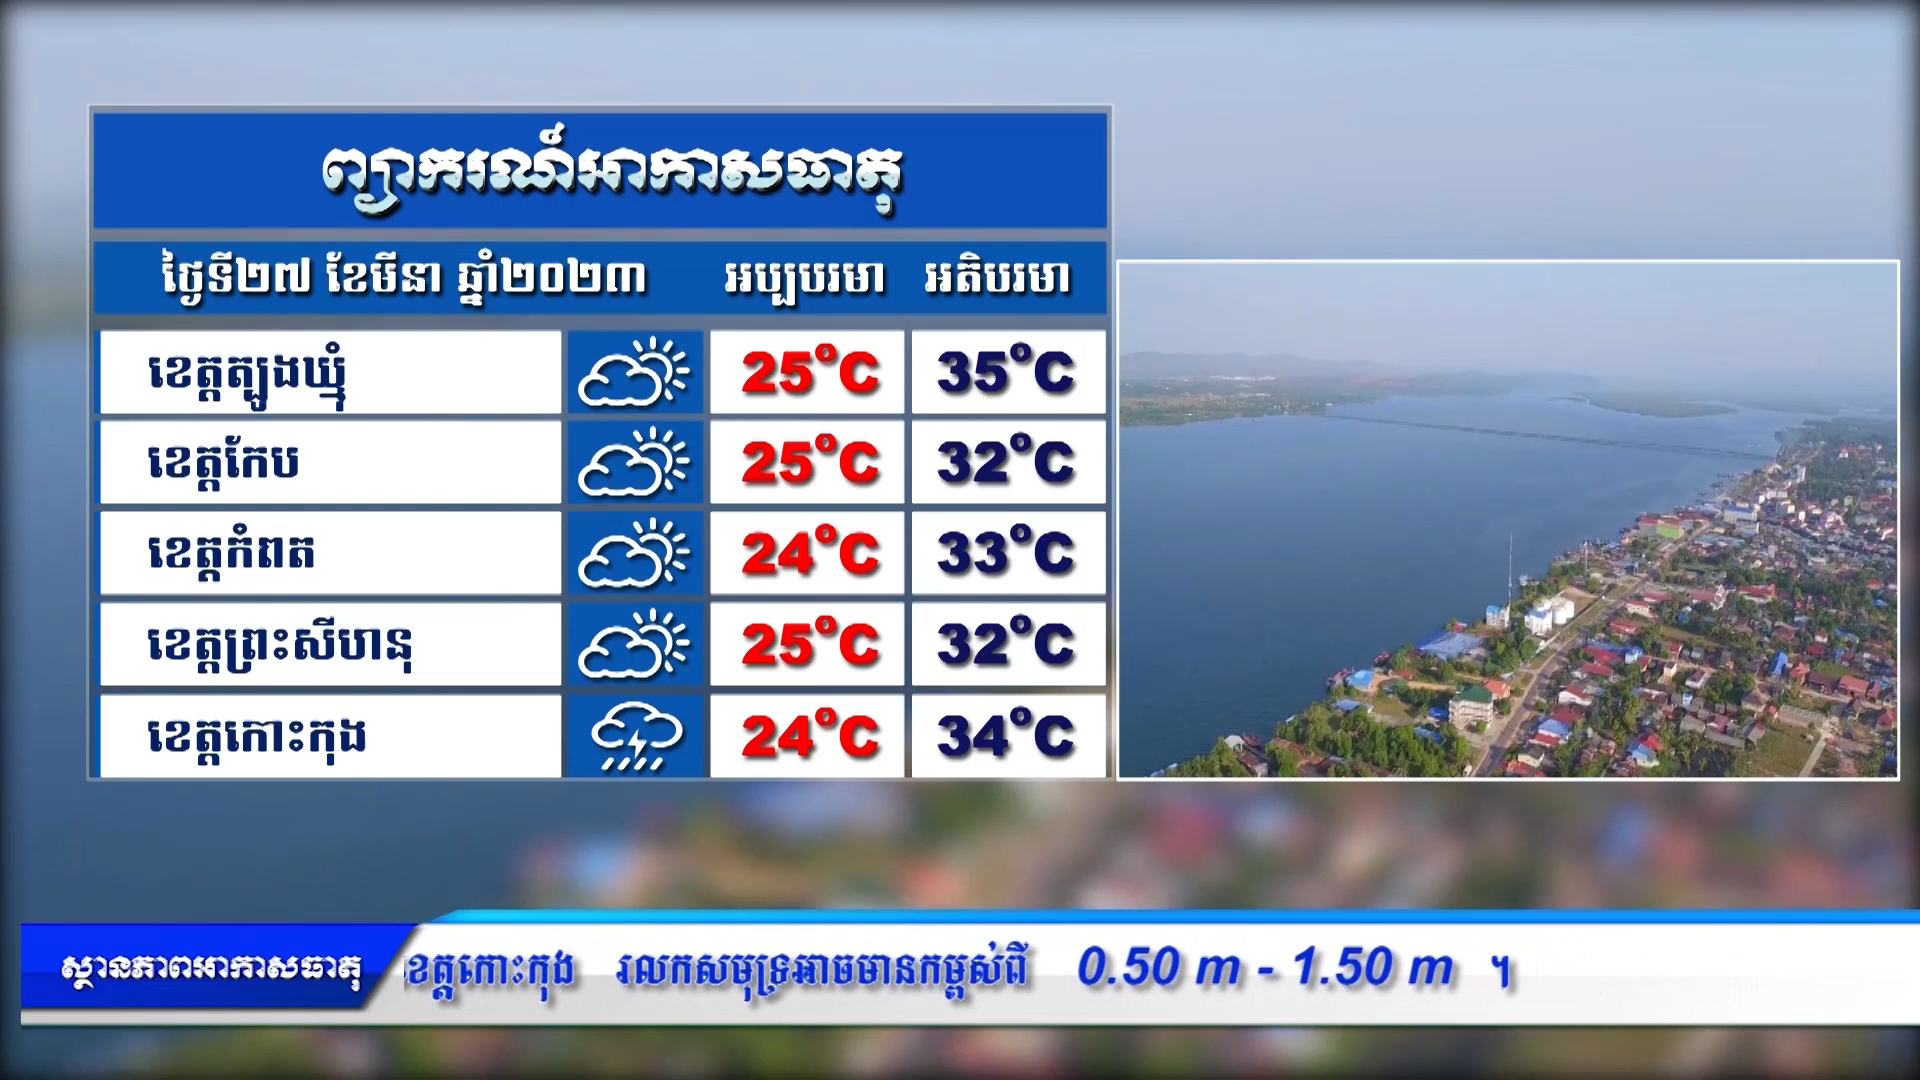 ព្យាករណ៍អាកាសធាតុ
ថ្ងៃទី២៧ ខែមីនា ឆ្នាំ២០២៣ អប្បបរមា អតិបរមា
ខេត្តត្បូងឃ្មុំ 25°C 35°C
ខេត្តកែប 25°C 32°C
ខេត្តកំពត 24°C 33°C
ខេត្តព្រះសីហនុ 25°C 32°C
ខេត្តកោះកុង 24°C 34°C
ស្ថានភាពអាកាសធាតុ ខេត្តកោះកុង រលកសមុទ្រអាចមានកម្ពស់ពី 0.50 m - 1.50 m ។